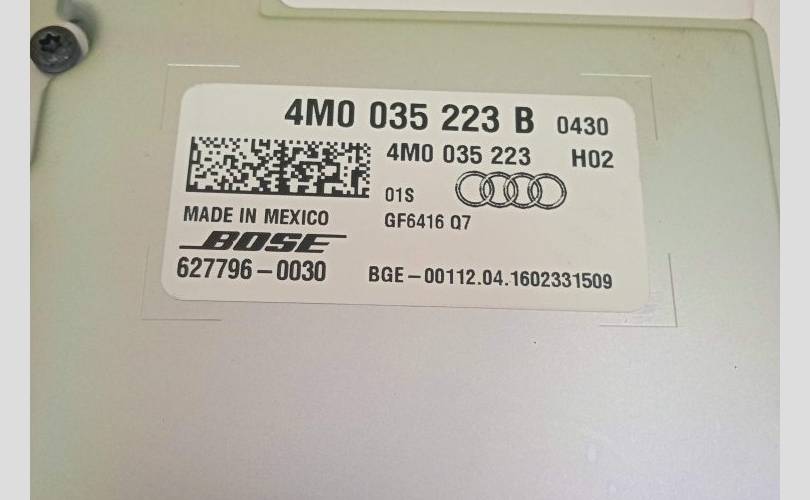 4M0 035 223 B 0430
4M0 035 223 H02
01S
GF6416 Q7
MADE IN MEXICO
BOSE
627796-0030 BGE-00112.04.1602331509